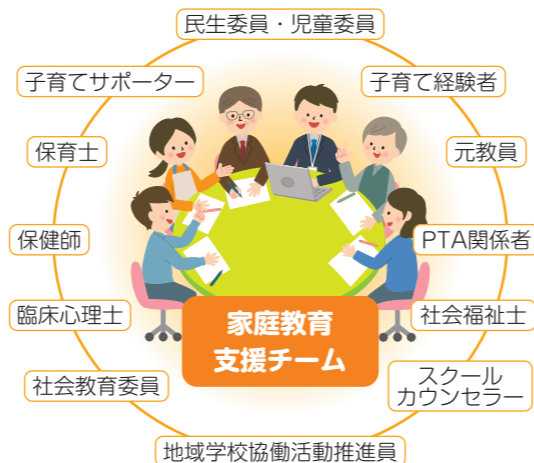 民生委員・児童委員
子育てサポーター
子育て経験者
保育士
元教員
保健師
PTA関係者
臨床心理士
社会福祉士
家庭教育
支援チーム
社会教育委員
スクール
カウンセラー
地域学校協働活動推進員